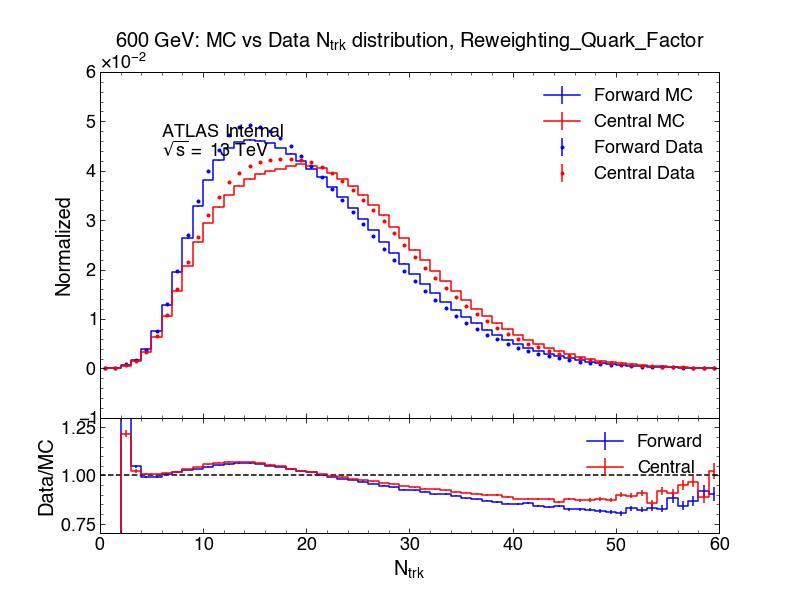 600 GeV: MC vs Data N_trk distribution, Reweighting_Quark_Factor
×10⁻²
6
5
4
3
2
1
0
−1
Normalized
ATLAS Internal
√s = 13 TeV
Forward MC
Central MC
Forward Data
Central Data
1.25
1.00
0.75
Data/MC
Forward
Central
0 10 20 30 40 50 60
N_trk